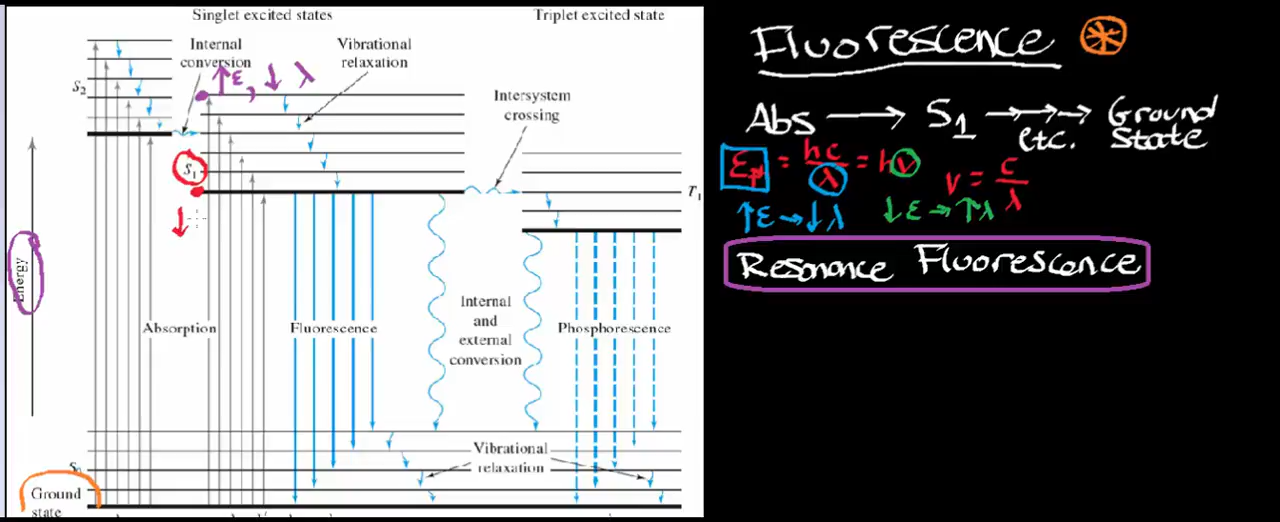 Singlet excited states
Triplet excited state
Internal
conversion
Vibrational
relaxation
↑E, ↓ λ
S2
Intersystem
crossing
S1
T1
↓
Energy
Absorption
Fluorescence
Internal
and
external
conversion
Phosphorescence
Vibrational
relaxation
S0
Ground
state
Fluorescence *
Abs → S1 →→→ Ground
etc. State
Ep = hc/λ = hν
ν = c/λ
↑E → ↓λ ↓E → ↑λ
Resonance Fluorescence